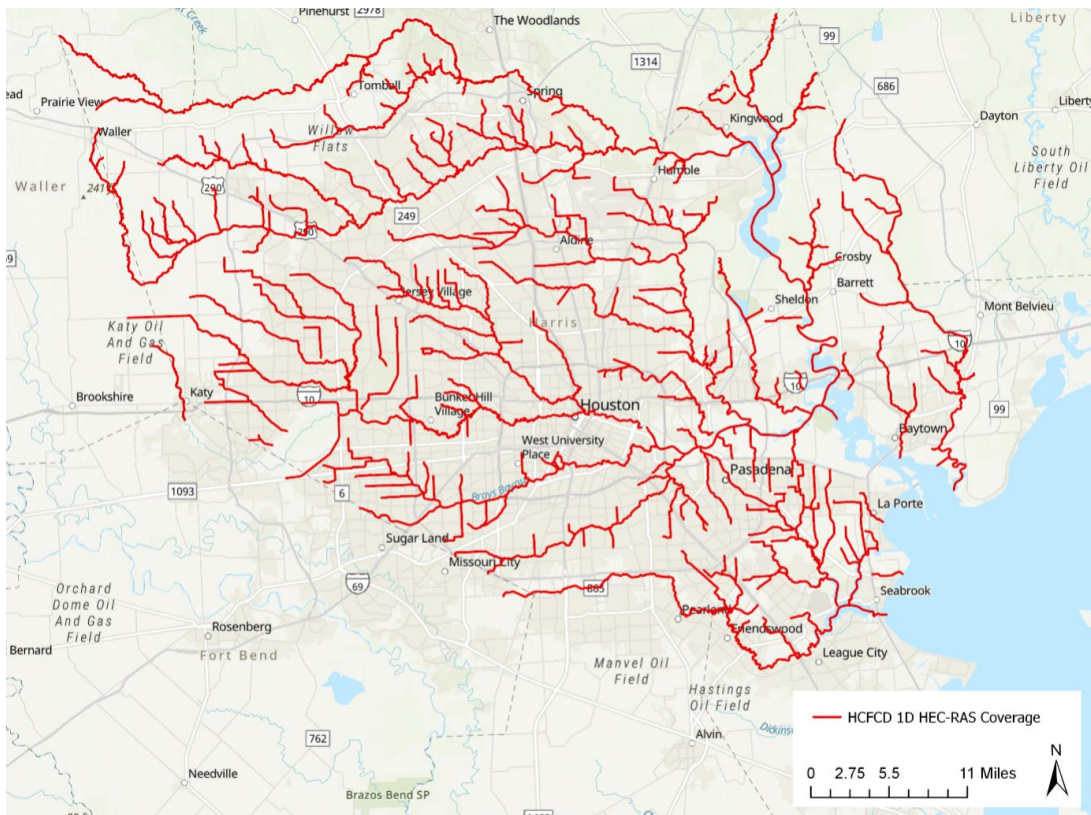 Pinehurst
2978
The Woodlands
Liberty
99
1314
686
Tomball
Spring
Prairie View
Kingwood
Dayton
Liberty
Waller
Willow
Flats
South
Liberty Oil
Field
Waller
290
Humble
249
290
Aldine
Crosby
Barrett
Jersey Village
Sheldon
Mont Belvieu
Katy Oil
And Gas
Field
Harris
10
10
Brookshire
Katy
10
Bunker Hill
Village
Houston
99
West University
Place
Baytown
1093
6
Brays Bayou
Pasadena
La Porte
Sugar Land
Missouri City
69
865
Seabrook
Orchard
Dome Oil
And Gas
Field
Rosenberg
Pearland
Friendswood
Bernard
Fort Bend
League City
Manvel Oil
Field
Hastings
Oil Field
HCFCD 1D HEC-RAS Coverage
762
Alvin
N
Needville
0 2.75 5.5 11 Miles
Brazos Bend SP